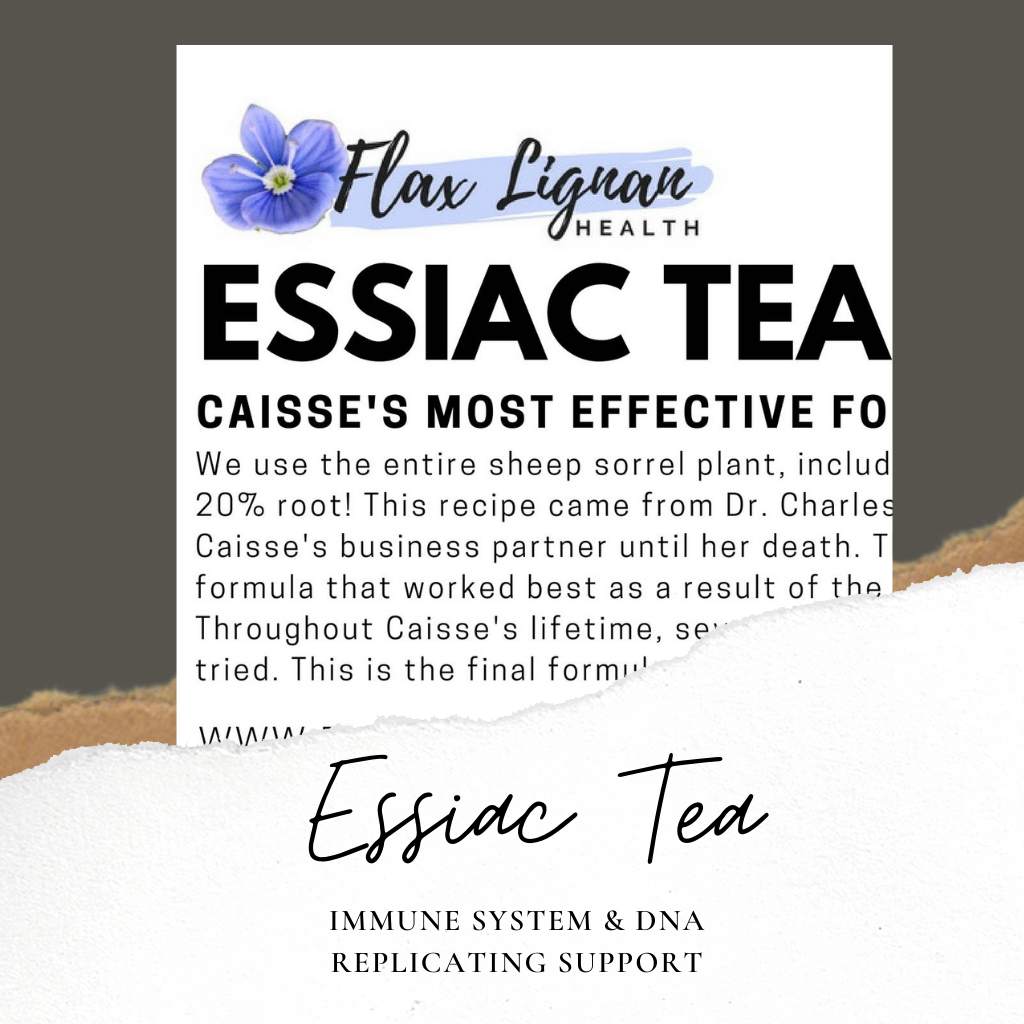 Flax Lignan
HEALTH
ESSIAC TEA
CAISSE'S MOST EFFECTIVE FO
We use the entire sheep sorrel plant, includ
20% root! This recipe came from Dr. Charles
Caisse's business partner until her death. T
formula that worked best as a result of the
Throughout Caisse's lifetime,
tried. This is the final
Essiac Tea
IMMUNE SYSTEM & DNA
REPLICATING SUPPORT